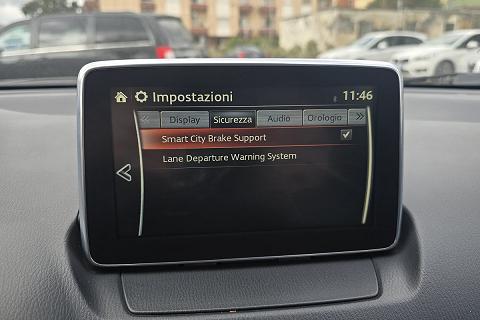 Impostazioni 11:46
Display Sicurezza Audio Orologio
Smart City Brake Support
Lane Departure Warning System